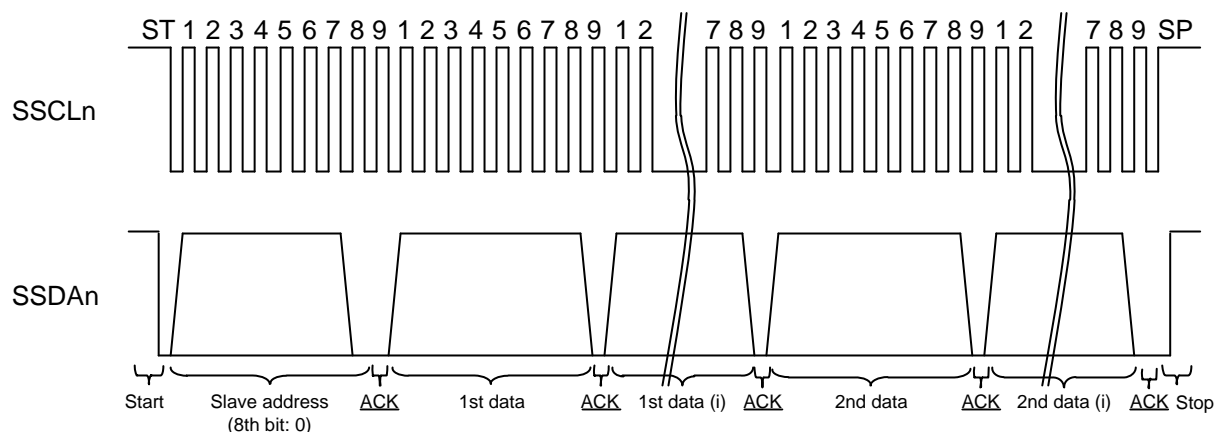 ST 1 2 3 4 5 6 7 8 9 1 2 3 4 5 6 7 8 9 1 2 7 8 9 1 2 3 4 5 6 7 8 9 1 2 7 8 9 SP
SSCLn
SSDAn
Start Slave address ACK 1st data ACK 1st data (i) ACK 2nd data ACK 2nd data (i) ACK Stop
(8th bit: 0)